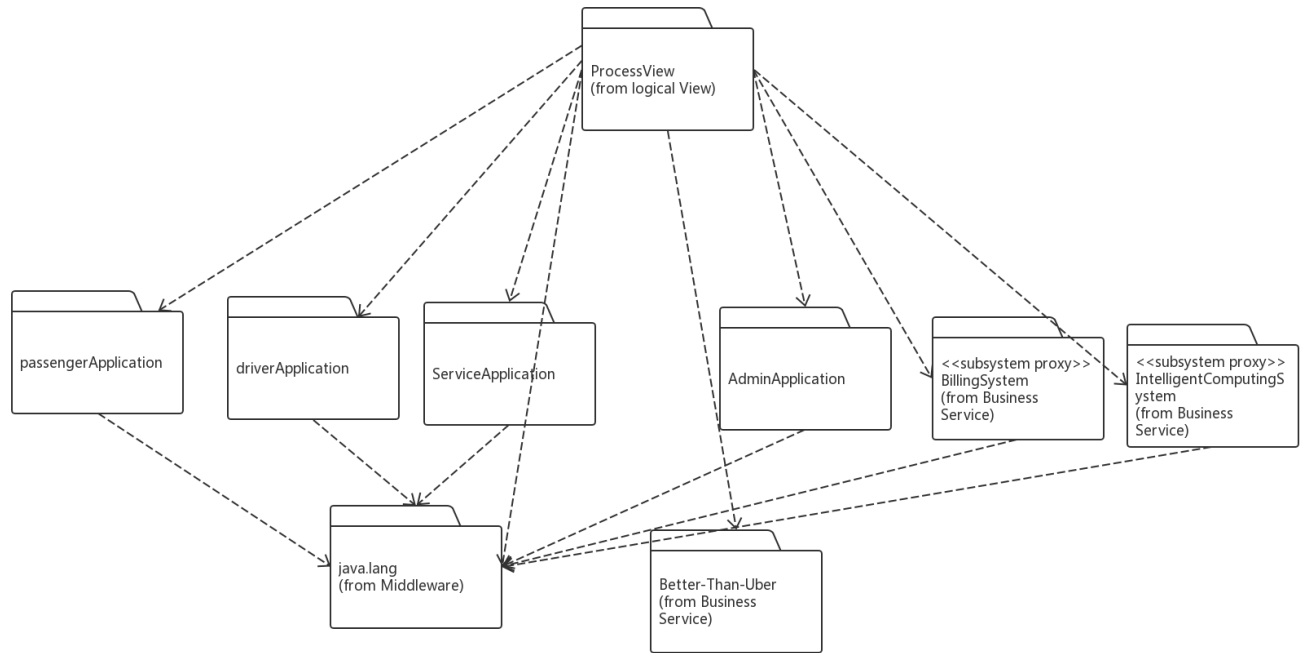 ProcessView
(from logical View)
passengerApplication
driverApplication
ServiceApplication
AdminApplication
<<subsystem proxy>>
BillingSystem
(from Business
Service)
<<subsystem proxy>>
IntelligentComputingS
ystem
(from Business
Service)
java.lang
(from Middleware)
Better-Than-Uber
(from Business
Service)